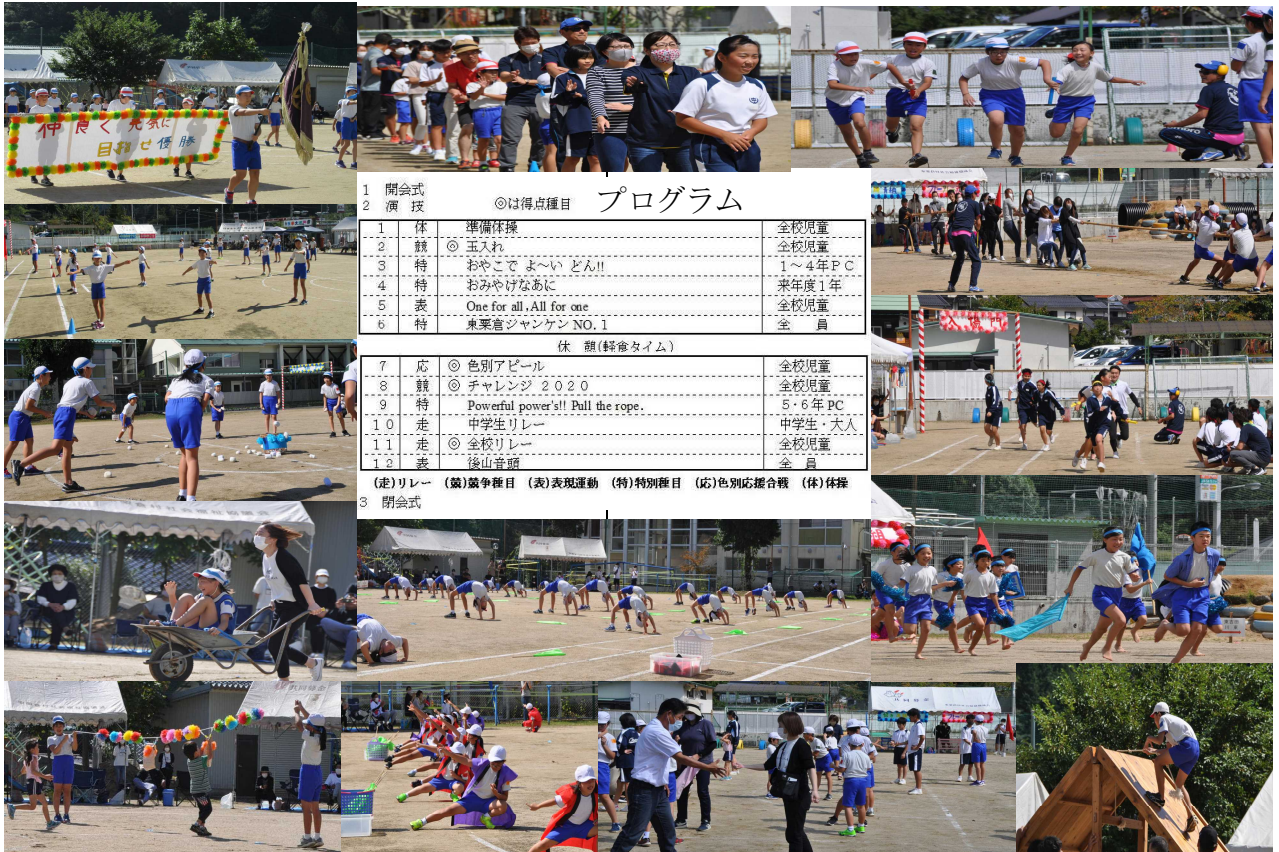 仲良く元気に
目指せ優勝
1 開会式
プログラム
2 演技 ◎は得点種目
1 体 準備体操 全校児童
2 競 ◎ 玉入れ 全校児童
3 特 おやこで よ~い どん!! 1~4年PC
4 特 おみやげなあに 来年度1年
5 表 One for all,All for one 全校児童
6 特 東粟倉ジャンケンNO.1 全 員
休 憩(軽食タイム)
7 応 ◎ 色別アピール 全校児童
8 競 ◎ チャレンジ 2020 全校児童
9 特 Powerful power's!! Pull the rope. 5・6年PC
10 走 中学生リレー 中学生・大人
11 走 ◎ 全校リレー 全校児童
12 表 後山音頭 全 員
(走)リレー (競)競争種目 (表)表現運動 (特)特別種目 (応)色別応援合戦 (体)体操
3 閉会式